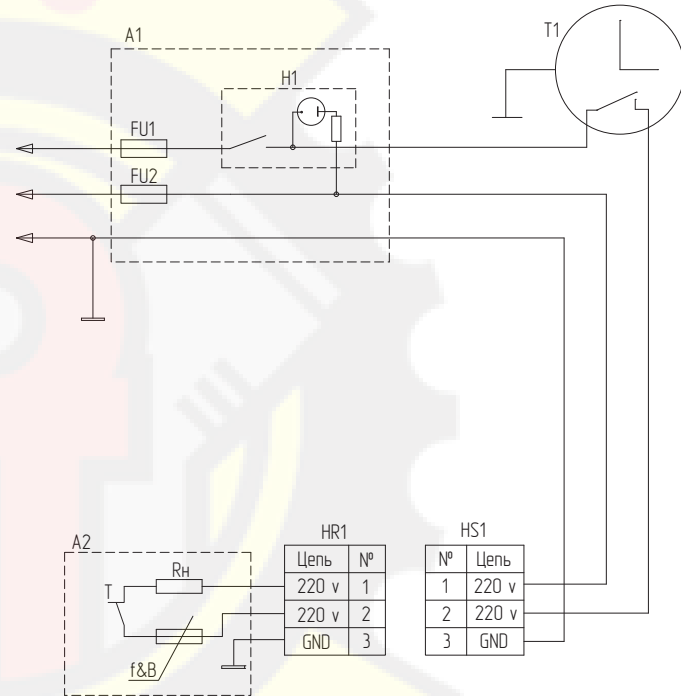 T1
A1
H1
FU1
FU2
A2
T
Rн
f&B
HR1
Цепь Nº
220 v 1
220 v 2
GND 3
HS1
Nº Цепь
1 220 v
2 220 v
3 GND